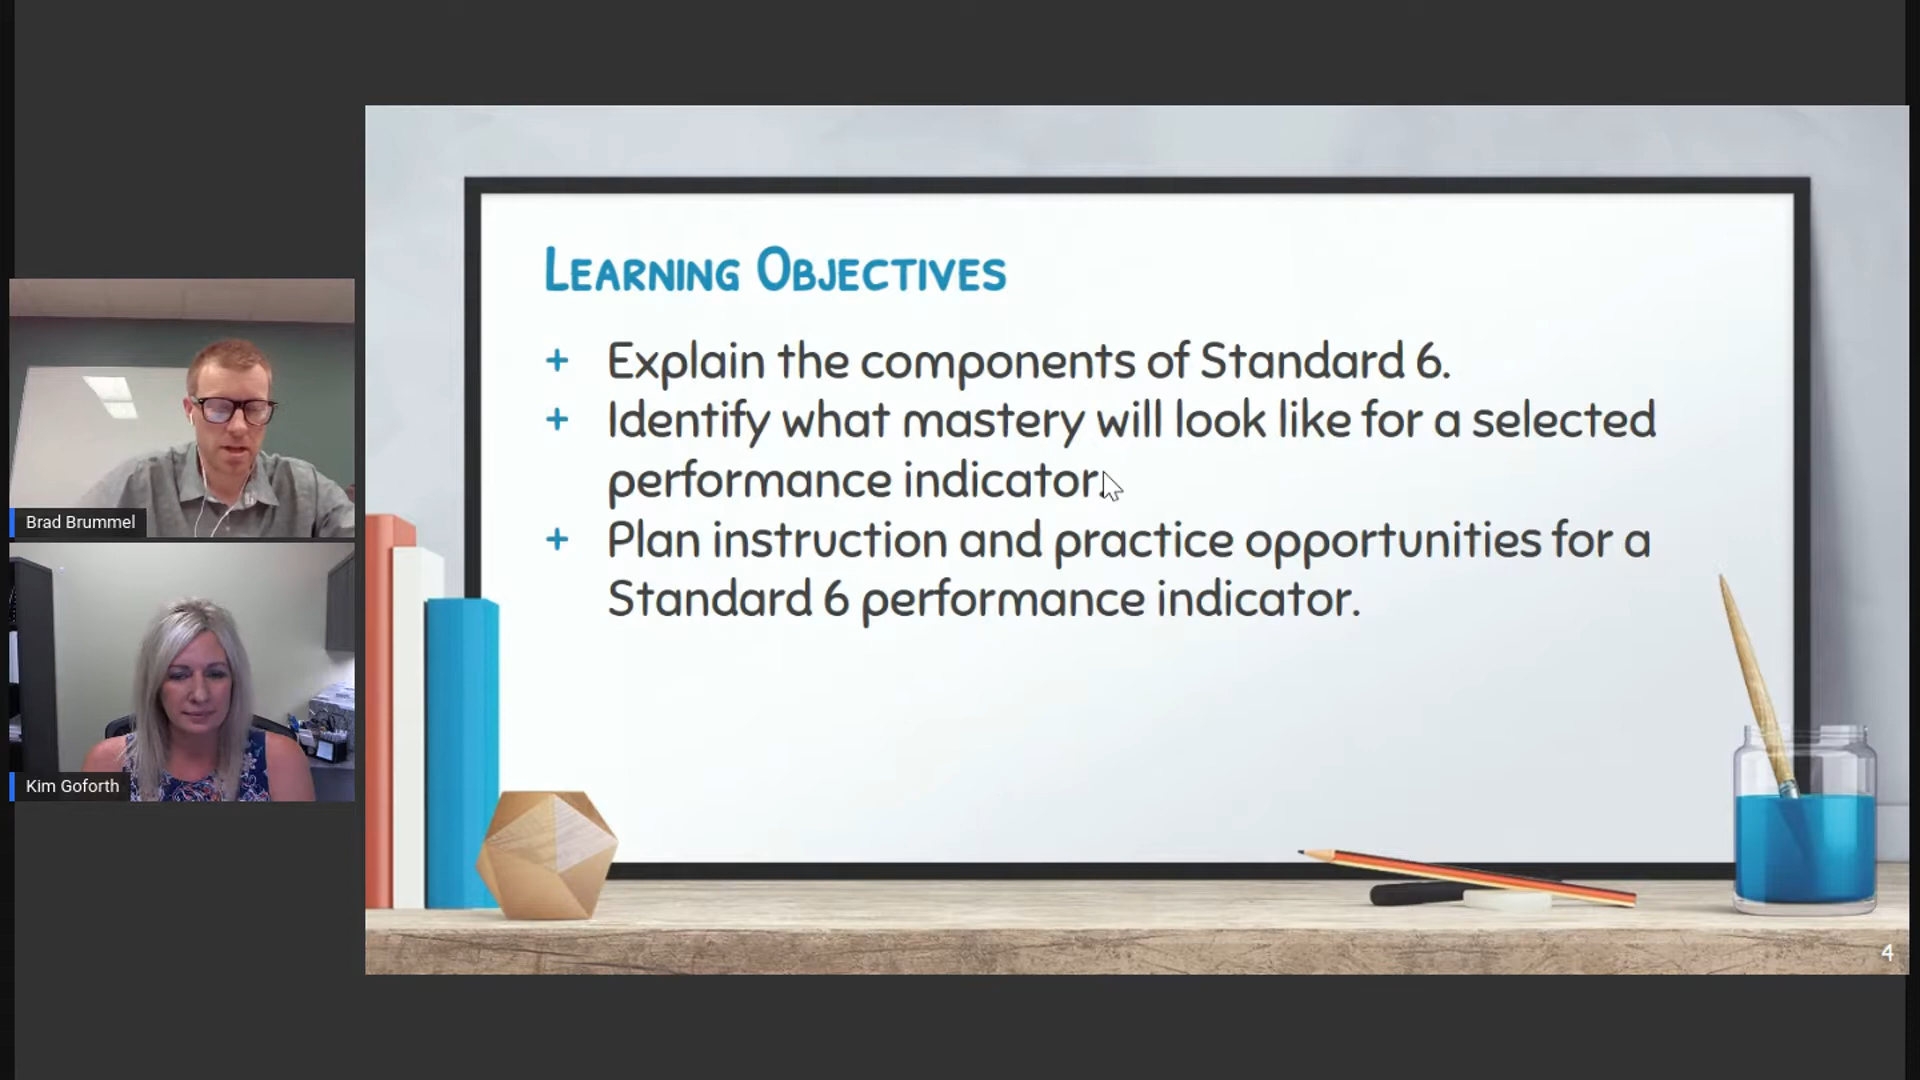 Learning Objectives
+ Explain the components of Standard 6.
+ Identify what mastery will look like for a selected
performance indicator.
+ Plan instruction and practice opportunities for a
Standard 6 performance indicator.
Brad Brummel
Kim Goforth
4